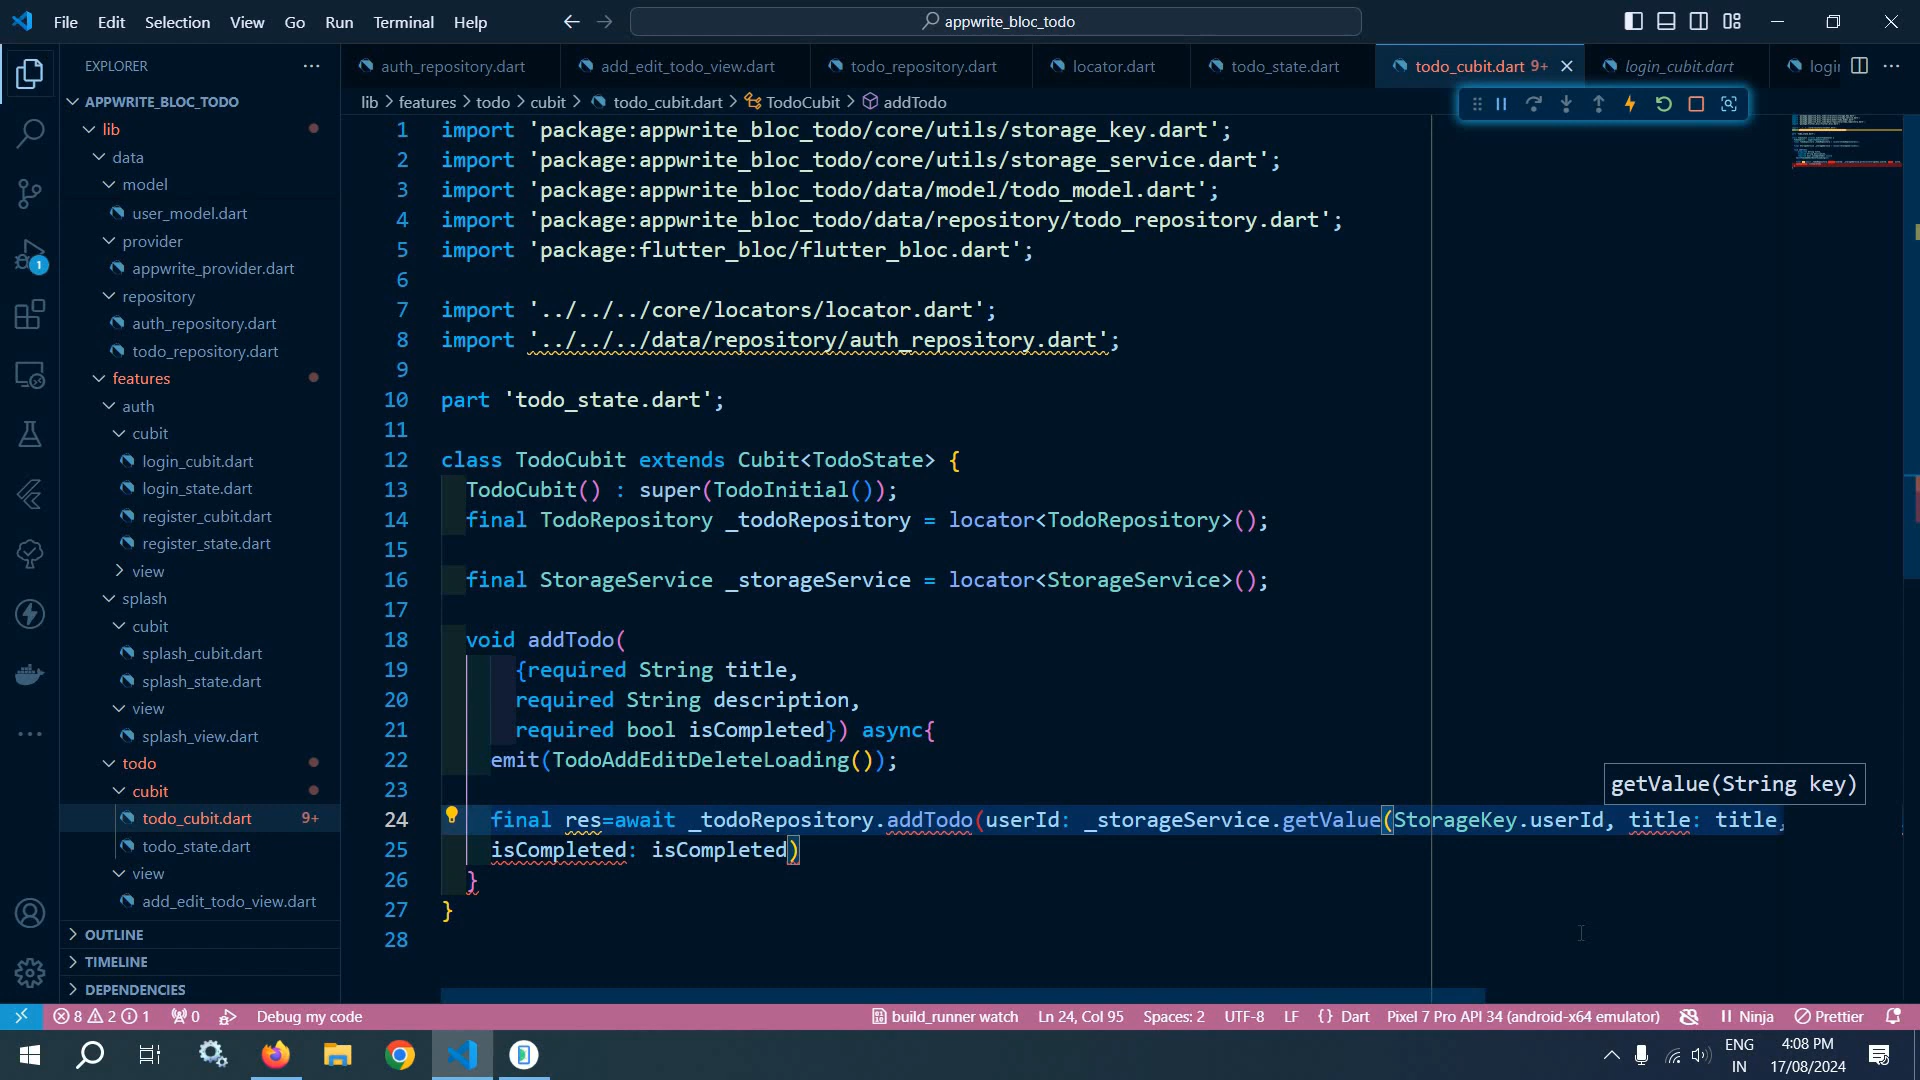 File Edit Selection View Go Run Terminal Help
appwrite_bloc_todo
EXPLORER
auth_repository.dart
add_edit_todo_view.dart
todo_repository.dart
locator.dart
todo_state.dart
todo_cubit.dart 9+
login_cubit.dart
lib > features > todo > cubit > todo_cubit.dart > TodoCubit > addTodo
APPWRITE_BLOC_TODO
lib
data
model
user_model.dart
provider
appwrite_provider.dart
repository
auth_repository.dart
todo_repository.dart
features
auth
cubit
login_cubit.dart
login_state.dart
register_cubit.dart
register_state.dart
view
splash
cubit
splash_cubit.dart
splash_state.dart
view
splash_view.dart
todo
cubit
todo_cubit.dart 9+
todo_state.dart
view
add_edit_todo_view.dart
OUTLINE
TIMELINE
DEPENDENCIES
1 import 'package:appwrite_bloc_todo/core/utils/storage_key.dart';
2 import 'package:appwrite_bloc_todo/core/utils/storage_service.dart';
3 import 'package:appwrite_bloc_todo/data/model/todo_model.dart';
4 import 'package:appwrite_bloc_todo/data/repository/todo_repository.dart';
5 import 'package:flutter_bloc/flutter_bloc.dart';
6
7 import '../../../core/locators/locator.dart';
8 import '../../../data/repository/auth_repository.dart';
9
10 part 'todo_state.dart';
11
12 class TodoCubit extends Cubit<TodoState> {
13 TodoCubit() : super(TodoInitial());
14 final TodoRepository _todoRepository = locator<TodoRepository>();
15
16 final StorageService _storageService = locator<StorageService>();
17
18 void addTodo(
19 {required String title,
20 required String description,
21 required bool isCompleted}) async{
22 emit(TodoAddEditDeleteLoading());
23
getValue(String key)
24 final res=await _todoRepository.addTodo(userId: _storageService.getValue(StorageKey.userId, title: title,
25 isCompleted: isCompleted)
26 }
27 }
28
1
8 2 1 0 Debug my code
build_runner watch Ln 24, Col 95 Spaces: 2 UTF-8 LF {} Dart Pixel 7 Pro API 34 (android-x64 emulator) Ninja Prettier
ENG
IN
4:08 PM
17/08/2024